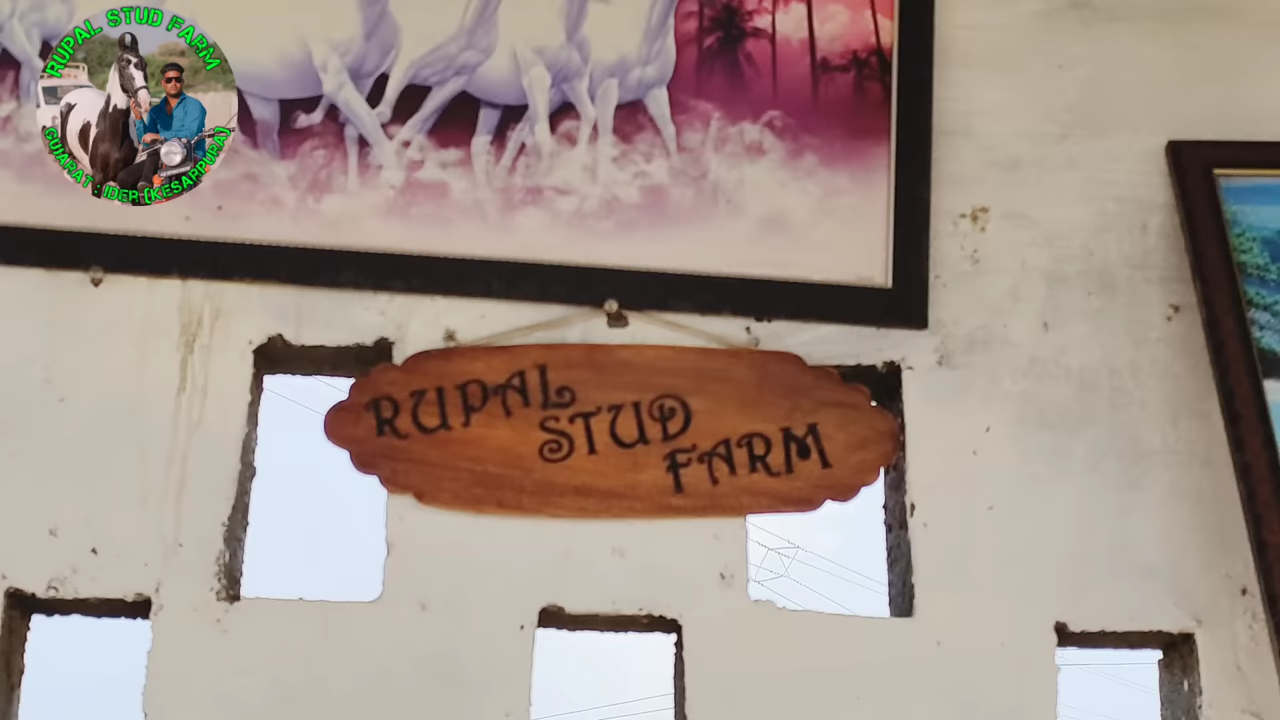 RUPAL STUD FARM
GUJARAT : IDER (KESARPURA)
RUPAL
STUD
FARM